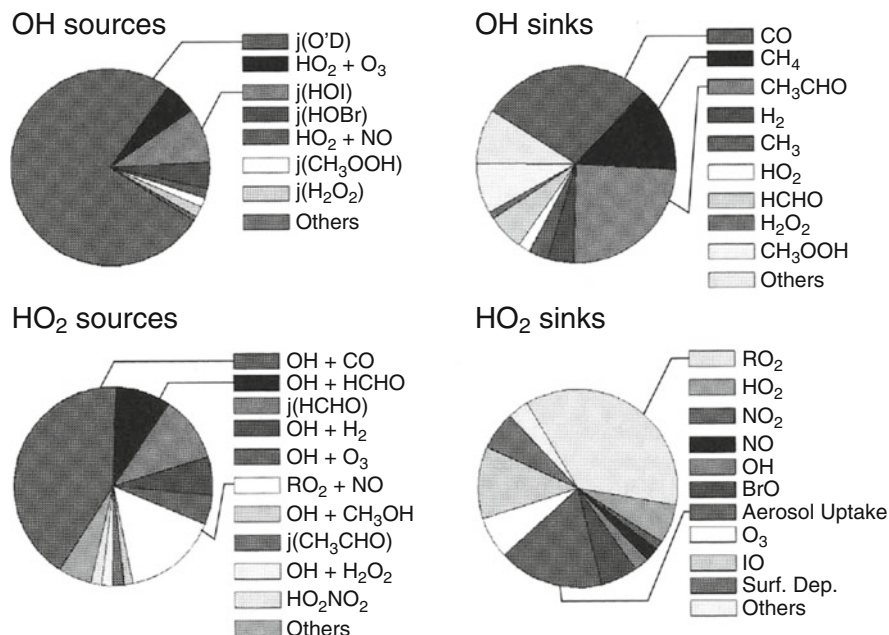 OH sources
j(O'D)
HO₂ + O₃
j(HOI)
j(HOBr)
HO₂ + NO
j(CH₃OOH)
j(H₂O₂)
Others
OH sinks
CO
CH₄
CH₃CHO
H₂
CH₃
HO₂
HCHO
H₂O₂
CH₃OOH
Others
HO₂ sources
OH + CO
OH + HCHO
j(HCHO)
OH + H₂
OH + O₃
RO₂ + NO
OH + CH₃OH
j(CH₃CHO)
OH + H₂O₂
HO₂NO₂
Others
HO₂ sinks
RO₂
HO₂
NO₂
NO
OH
BrO
Aerosol Uptake
O₃
IO
Surf. Dep.
Others